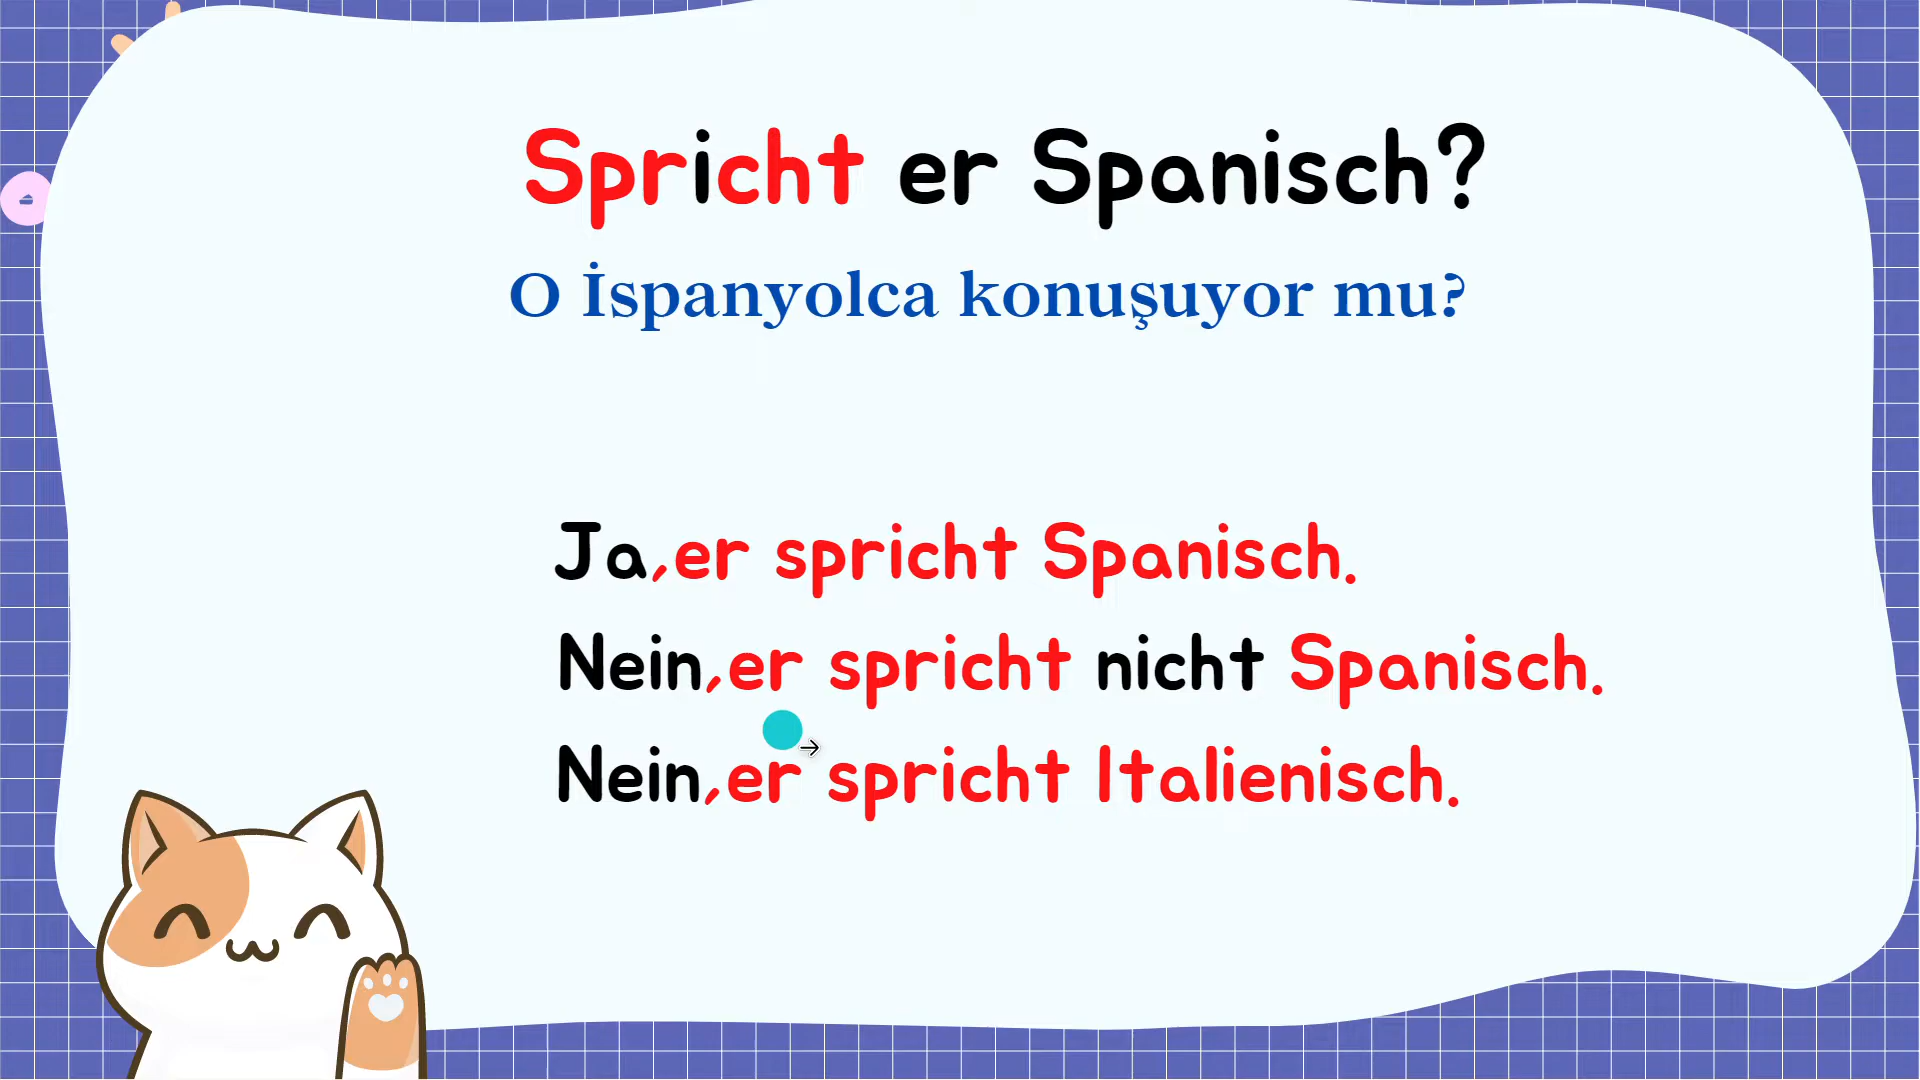 Spricht er Spanisch?
O İspanyolca konuşuyor mu?
Ja,er spricht Spanisch.
Nein,er spricht nicht Spanisch.
Nein,er spricht Italienisch.